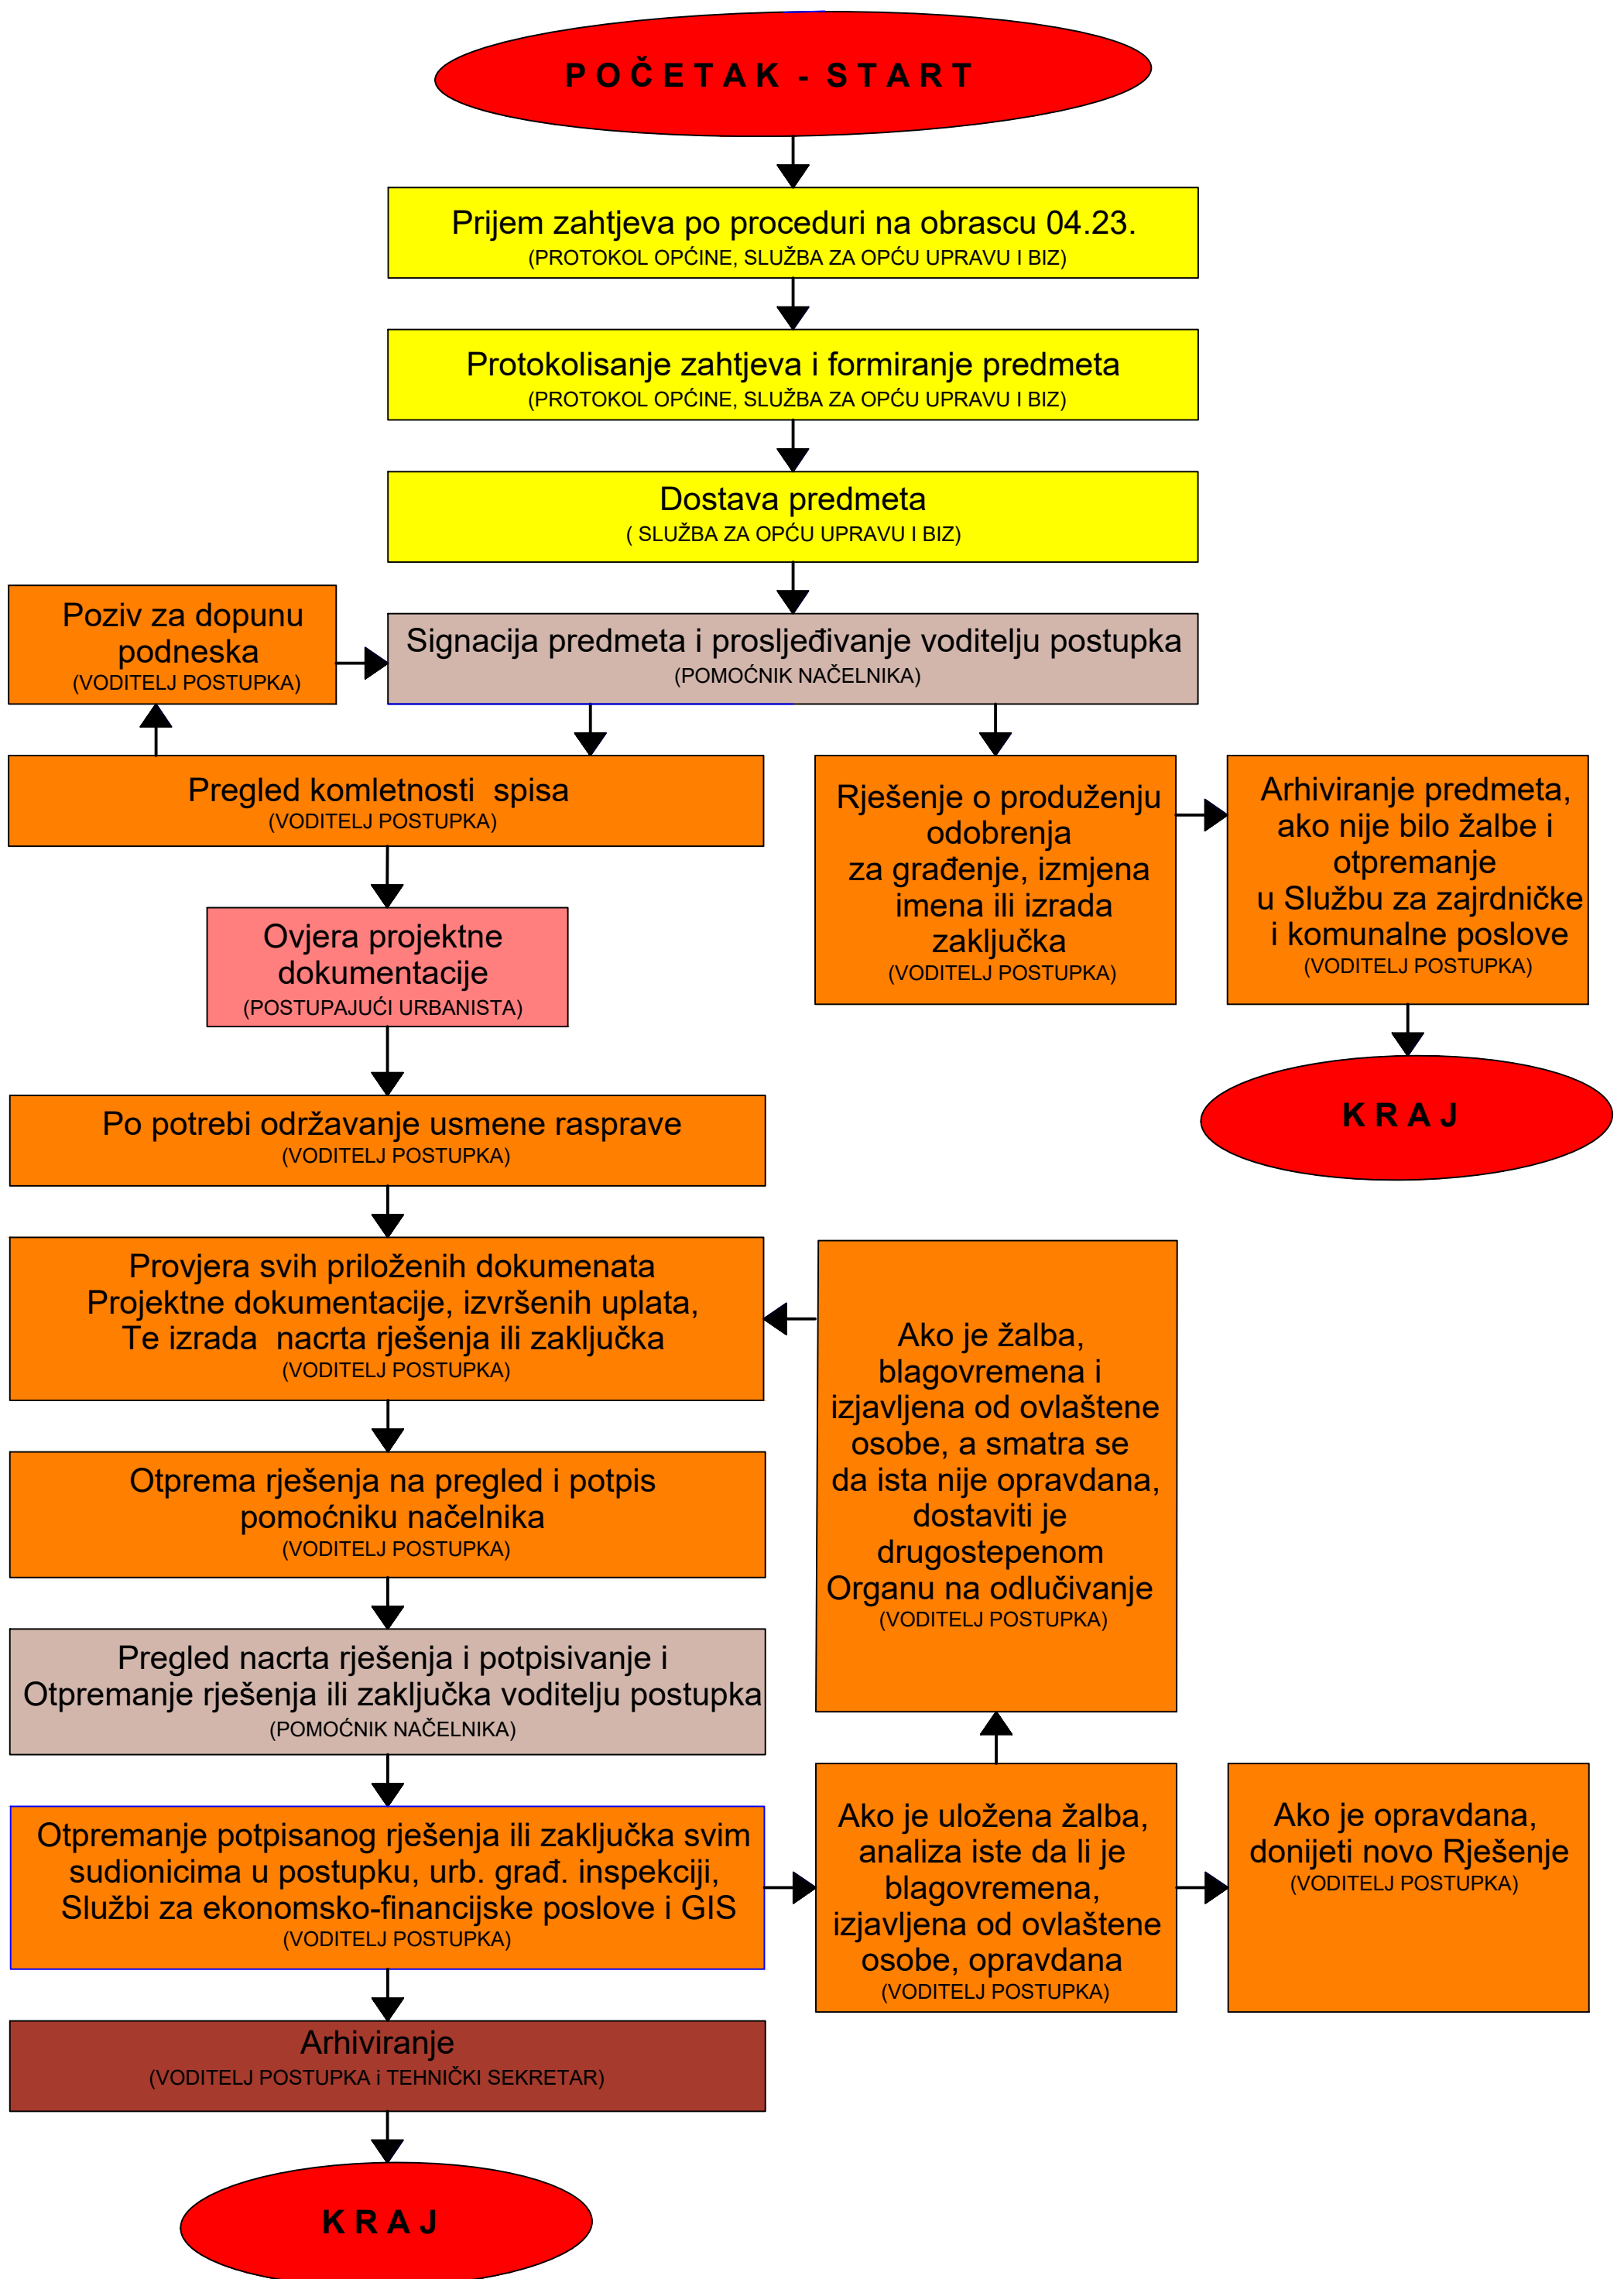 POČETAK - START
Prijem zahtjeva po proceduri na obrascu 04.23.
(PROTOKOL OPĆINE, SLUŽBA ZA OPĆU UPRAVU I BIZ)
Protokolisanje zahtjeva i formiranje predmeta
(PROTOKOL OPĆINE, SLUŽBA ZA OPĆU UPRAVU I BIZ)
Dostava predmeta
( SLUŽBA ZA OPĆU UPRAVU I BIZ)
Poziv za dopunu
podneska
(VODITELJ POSTUPKA)
Signacija predmeta i prosljeđivanje voditelju postupka
(POMOĆNIK NAČELNIKA)
Pregled komletnosti  spisa
(VODITELJ POSTUPKA)
Rješenje o produženju
odobrenja
za građenje, izmjena
imena ili izrada
zaključka
(VODITELJ POSTUPKA)
Arhiviranje predmeta,
ako nije bilo žalbe i
otpremanje
u Službu za zajrdničke
i komunalne poslove
(VODITELJ POSTUPKA)
KRAJ
Ovjera projektne
dokumentacije
(POSTUPAJUĆI URBANISTA)
Po potrebi održavanje usmene rasprave
(VODITELJ POSTUPKA)
Provjera svih priloženih dokumenata
Projektne dokumentacije, izvršenih uplata,
Te izrada  nacrta rješenja ili zaključka
(VODITELJ POSTUPKA)
Ako je žalba,
blagovremena i
izjavljena od ovlaštene
osobe, a smatra se
da ista nije opravdana,
dostaviti je
drugostepenom
Organu na odlučivanje
(VODITELJ POSTUPKA)
Otprema rješenja na pregled i potpis
pomoćniku načelnika
(VODITELJ POSTUPKA)
Pregled nacrta rješenja i potpisivanje i
Otpremanje rješenja ili zaključka voditelju postupka
(POMOĆNIK NAČELNIKA)
Otpremanje potpisanog rješenja ili zaključka svim
sudionicima u postupku, urb. građ. inspekciji,
Službi za ekonomsko-financijske poslove i GIS
(VODITELJ POSTUPKA)
Ako je uložena žalba,
analiza iste da li je
blagovremena,
izjavljena od ovlaštene
osobe, opravdana
(VODITELJ POSTUPKA)
Ako je opravdana,
donijeti novo Rješenje
(VODITELJ POSTUPKA)
Arhiviranje
(VODITELJ POSTUPKA i TEHNIČKI SEKRETAR)
KRAJ